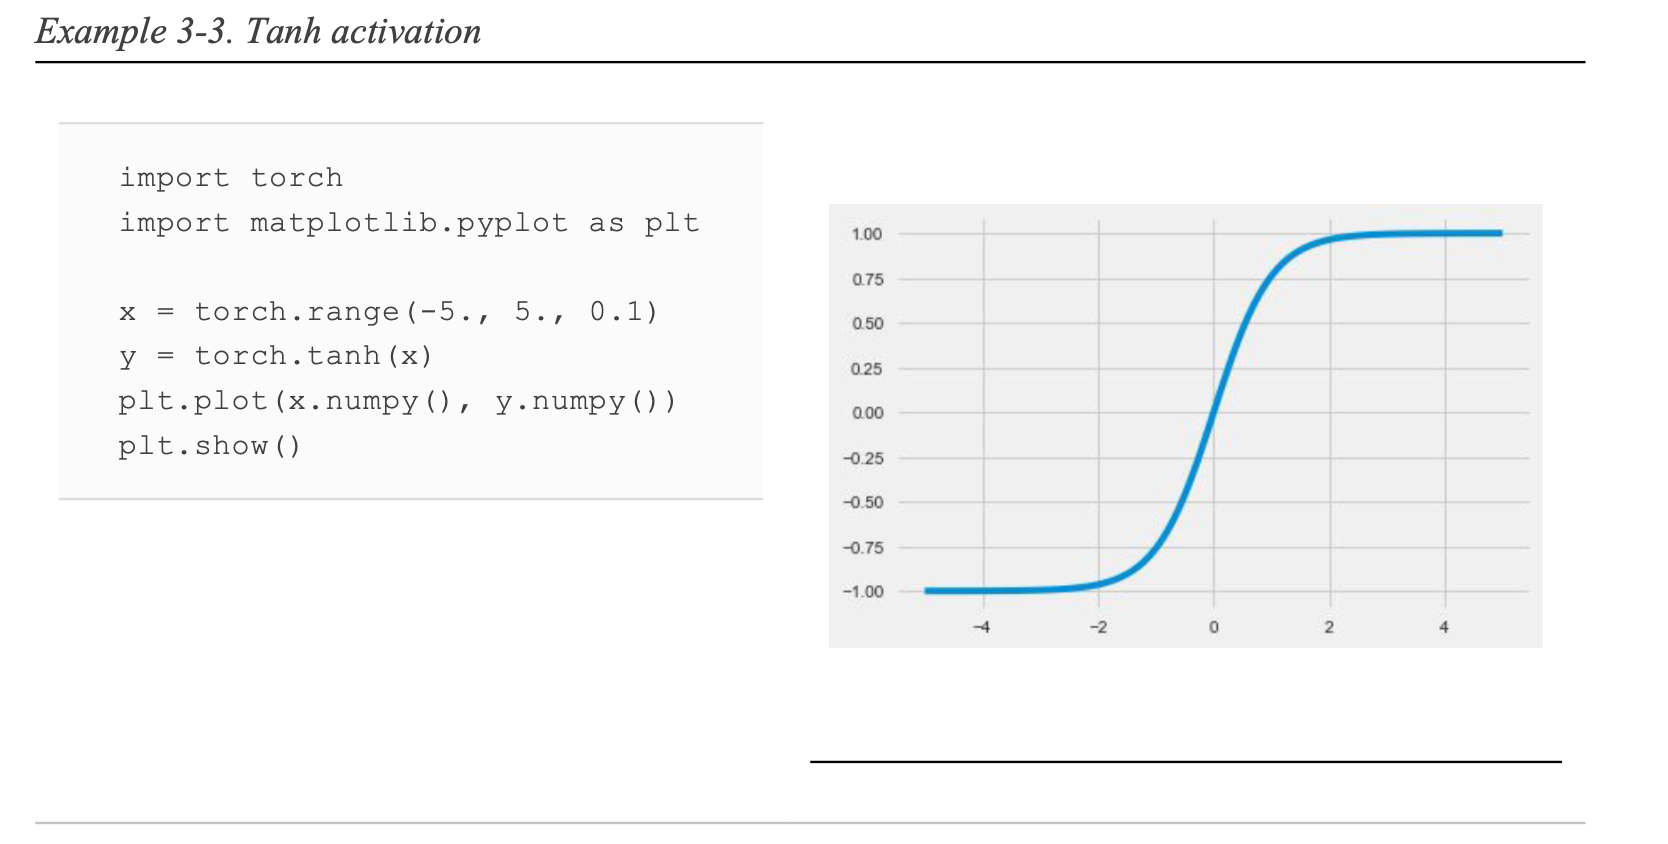 Example 3-3. Tanh activation
import torch
import matplotlib.pyplot as plt
x = torch.range(-5., 5., 0.1)
y = torch.tanh(x)
plt.plot(x.numpy(), y.numpy())
plt.show()
1.00
0.75
0.50
0.25
0.00
−0.25
−0.50
−0.75
−1.00
−4 −2 0 2 4